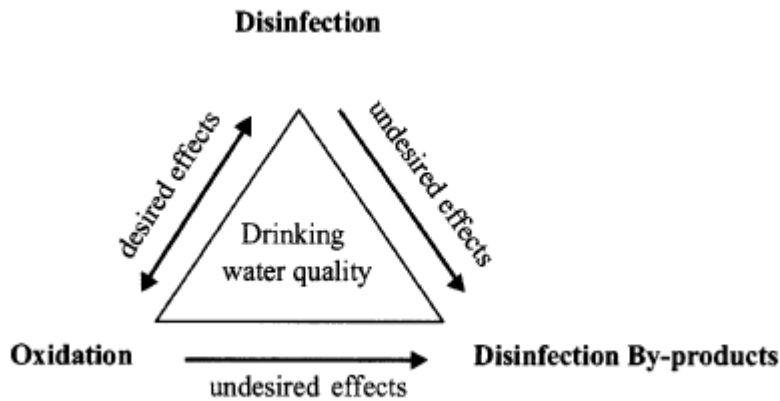 Disinfection
desired effects
undesired effects
Drinking
water quality
Oxidation
Disinfection By-products
undesired effects